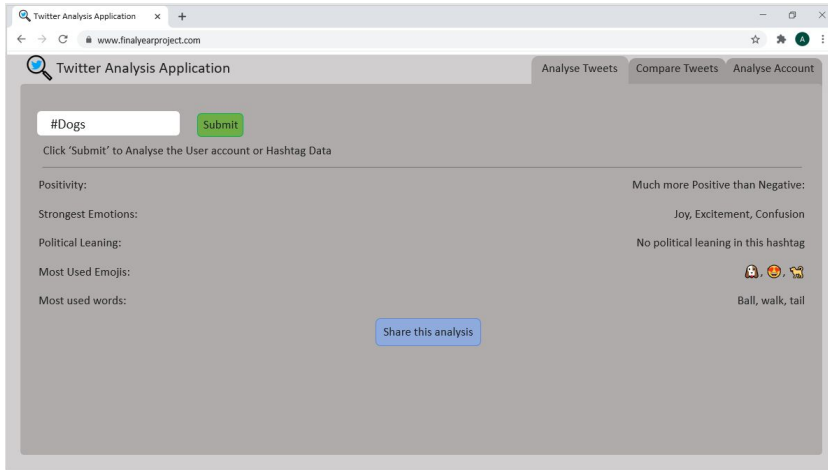 Twitter Analysis Application
www.finalyearproject.com
A
Twitter Analysis Application
Analyse Tweets Compare Tweets Analyse Account
#Dogs Submit
Click ‘Submit’ to Analyse the User account or Hashtag Data
Positivity: Much more Positive than Negative:
Strongest Emotions: Joy, Excitement, Confusion
Political Leaning: No political leaning in this hashtag
Most Used Emojis: 🐶, 😍, 🐕
Most used words: Ball, walk, tail
Share this analysis